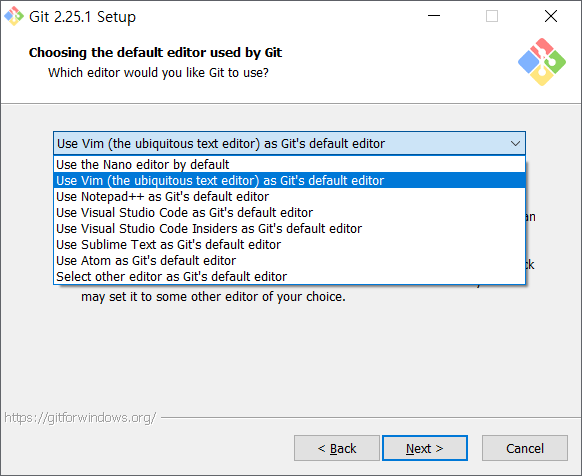 Git 2.25.1 Setup
Choosing the default editor used by Git
Which editor would you like Git to use?
Use Vim (the ubiquitous text editor) as Git's default editor
Use the Nano editor by default
Use Vim (the ubiquitous text editor) as Git's default editor
Use Notepad++ as Git's default editor
Use Visual Studio Code as Git's default editor
Use Visual Studio Code Insiders as Git's default editor
Use Sublime Text as Git's default editor
Use Atom as Git's default editor
Select other editor as Git's default editor
may set it to some other editor of your choice.
https://gitforwindows.org/
< Back
Next >
Cancel